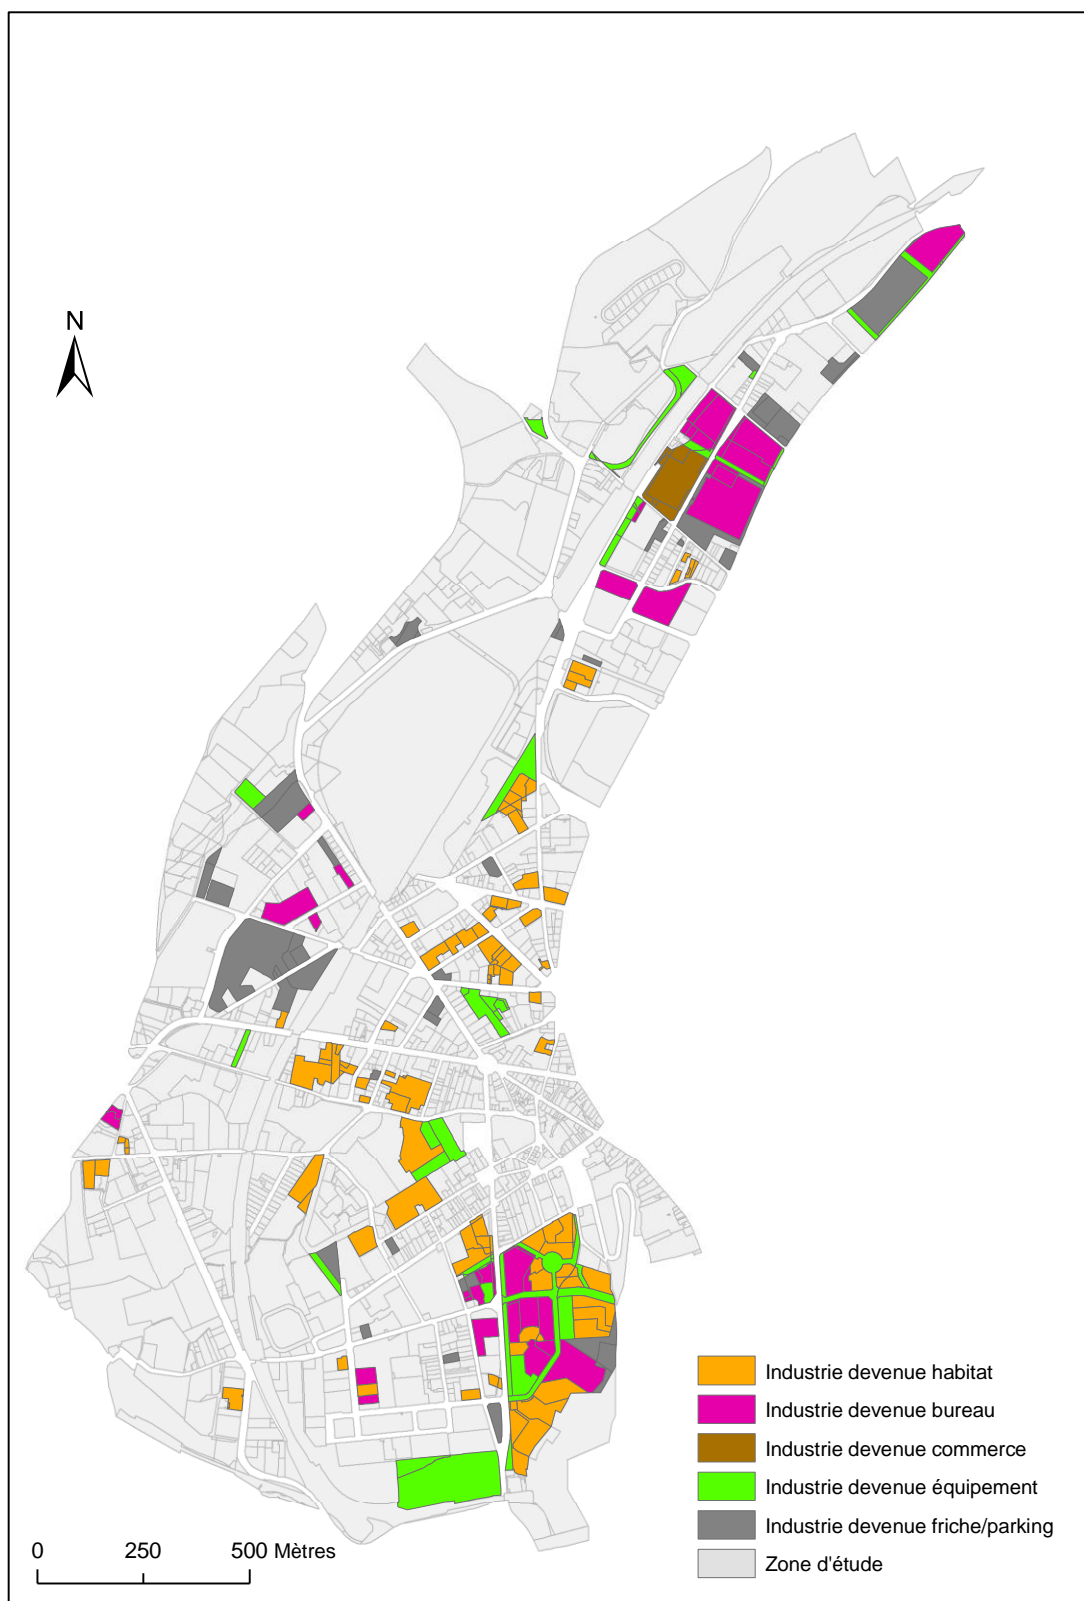 N
Industrie devenue habitat
Industrie devenue bureau
Industrie devenue commerce
Industrie devenue équipement
Industrie devenue friche/parking
Zone d'étude
0 250 500 Mètres